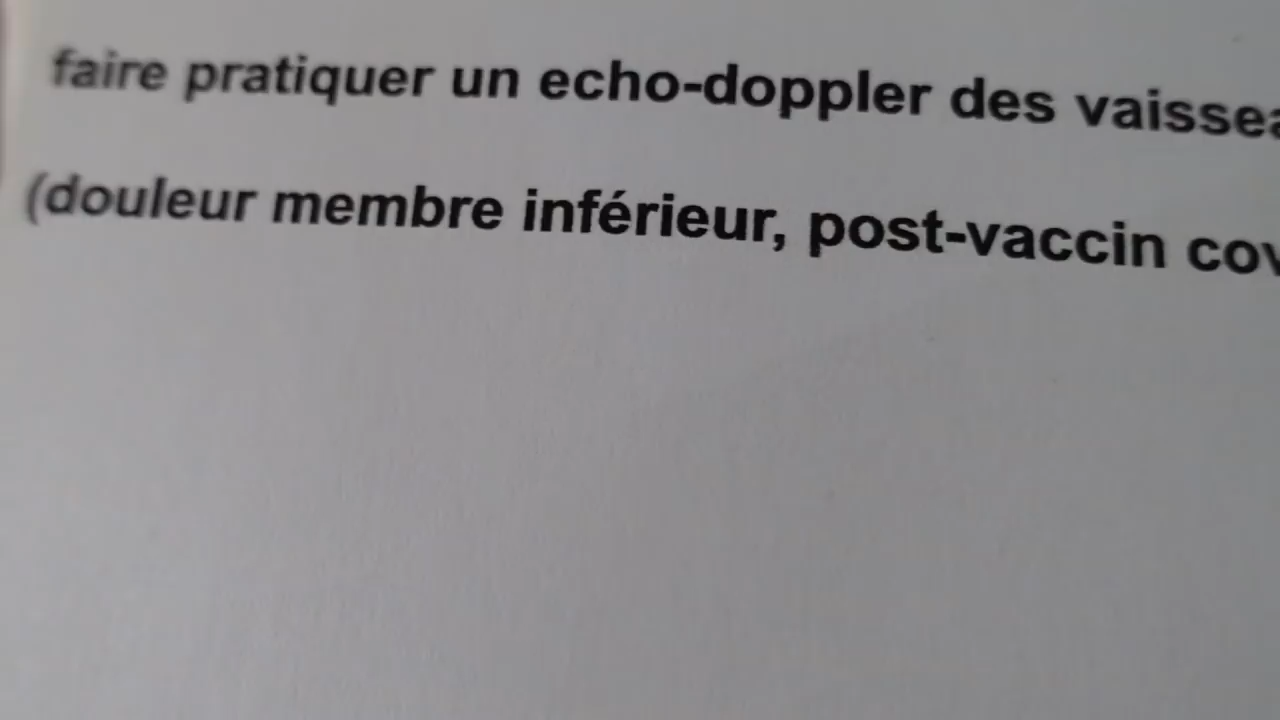 faire pratiquer un echo-doppler des
(douleur membre inférieur, post-vaccin